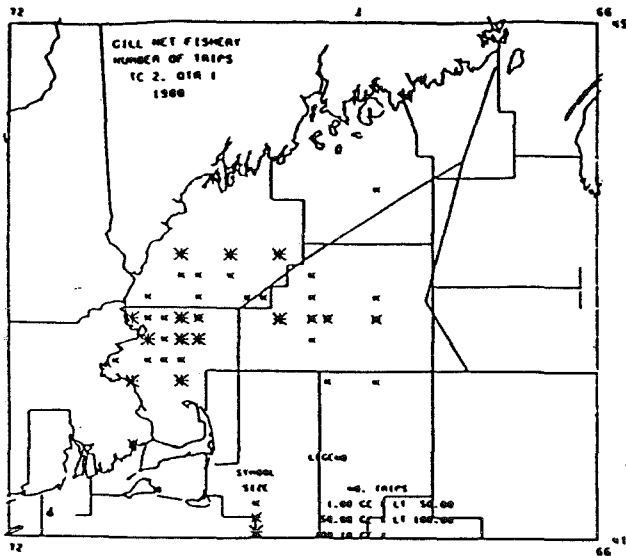 72
66
45
GILL NET FISHERY
NUMBER OF TRIPS
TC 2, QTR 1
1988
LEGEND
SYMBOL
SIZE
NO. TRIPS
1.00 GE & LT 50.00
50.00 GE & LT 100.00
GE
72
66
41